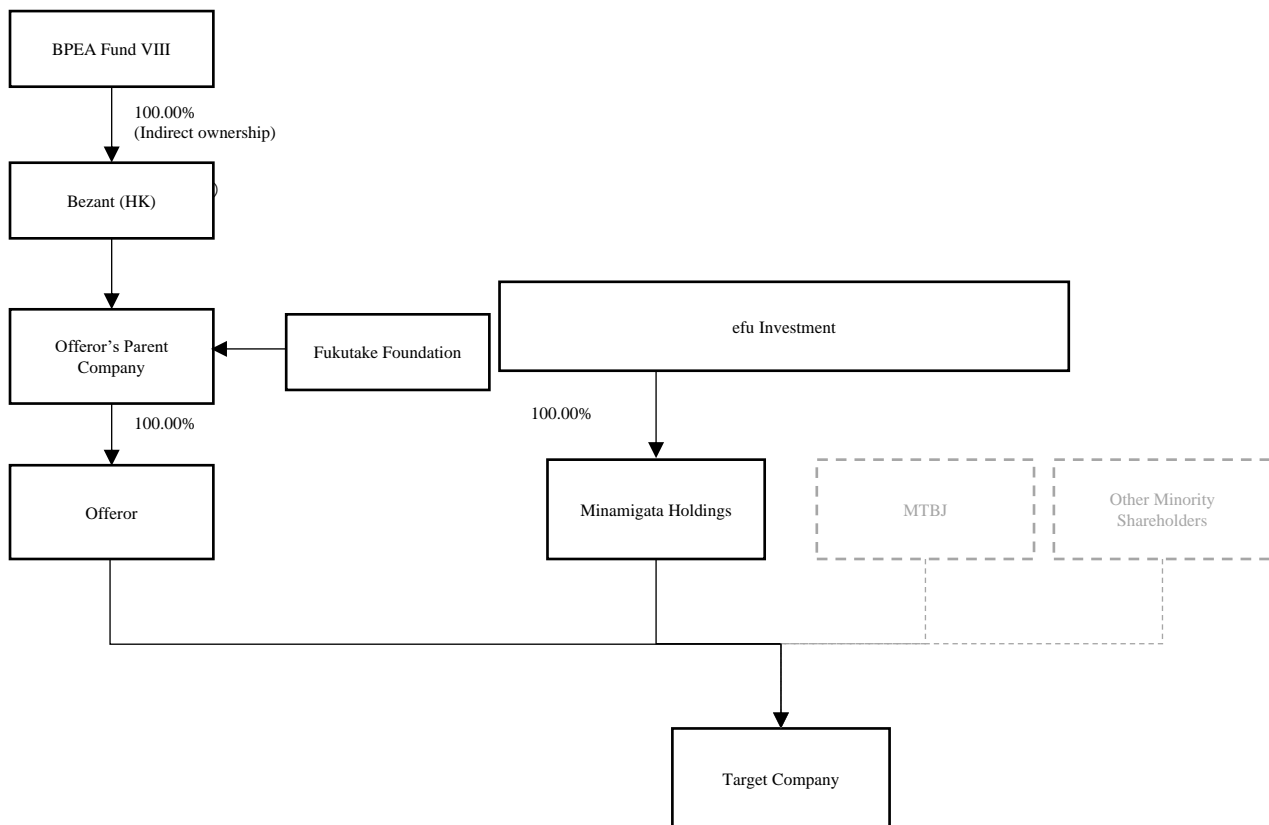 BPEA Fund VIII
100.00%
(Indirect ownership)
Bezant (HK)
)
Offeror’s Parent
Company
Fukutake Foundation
efu Investment
100.00%
100.00%
Offeror
Minamigata Holdings
MTBJ
Other Minority
Shareholders
Target Company